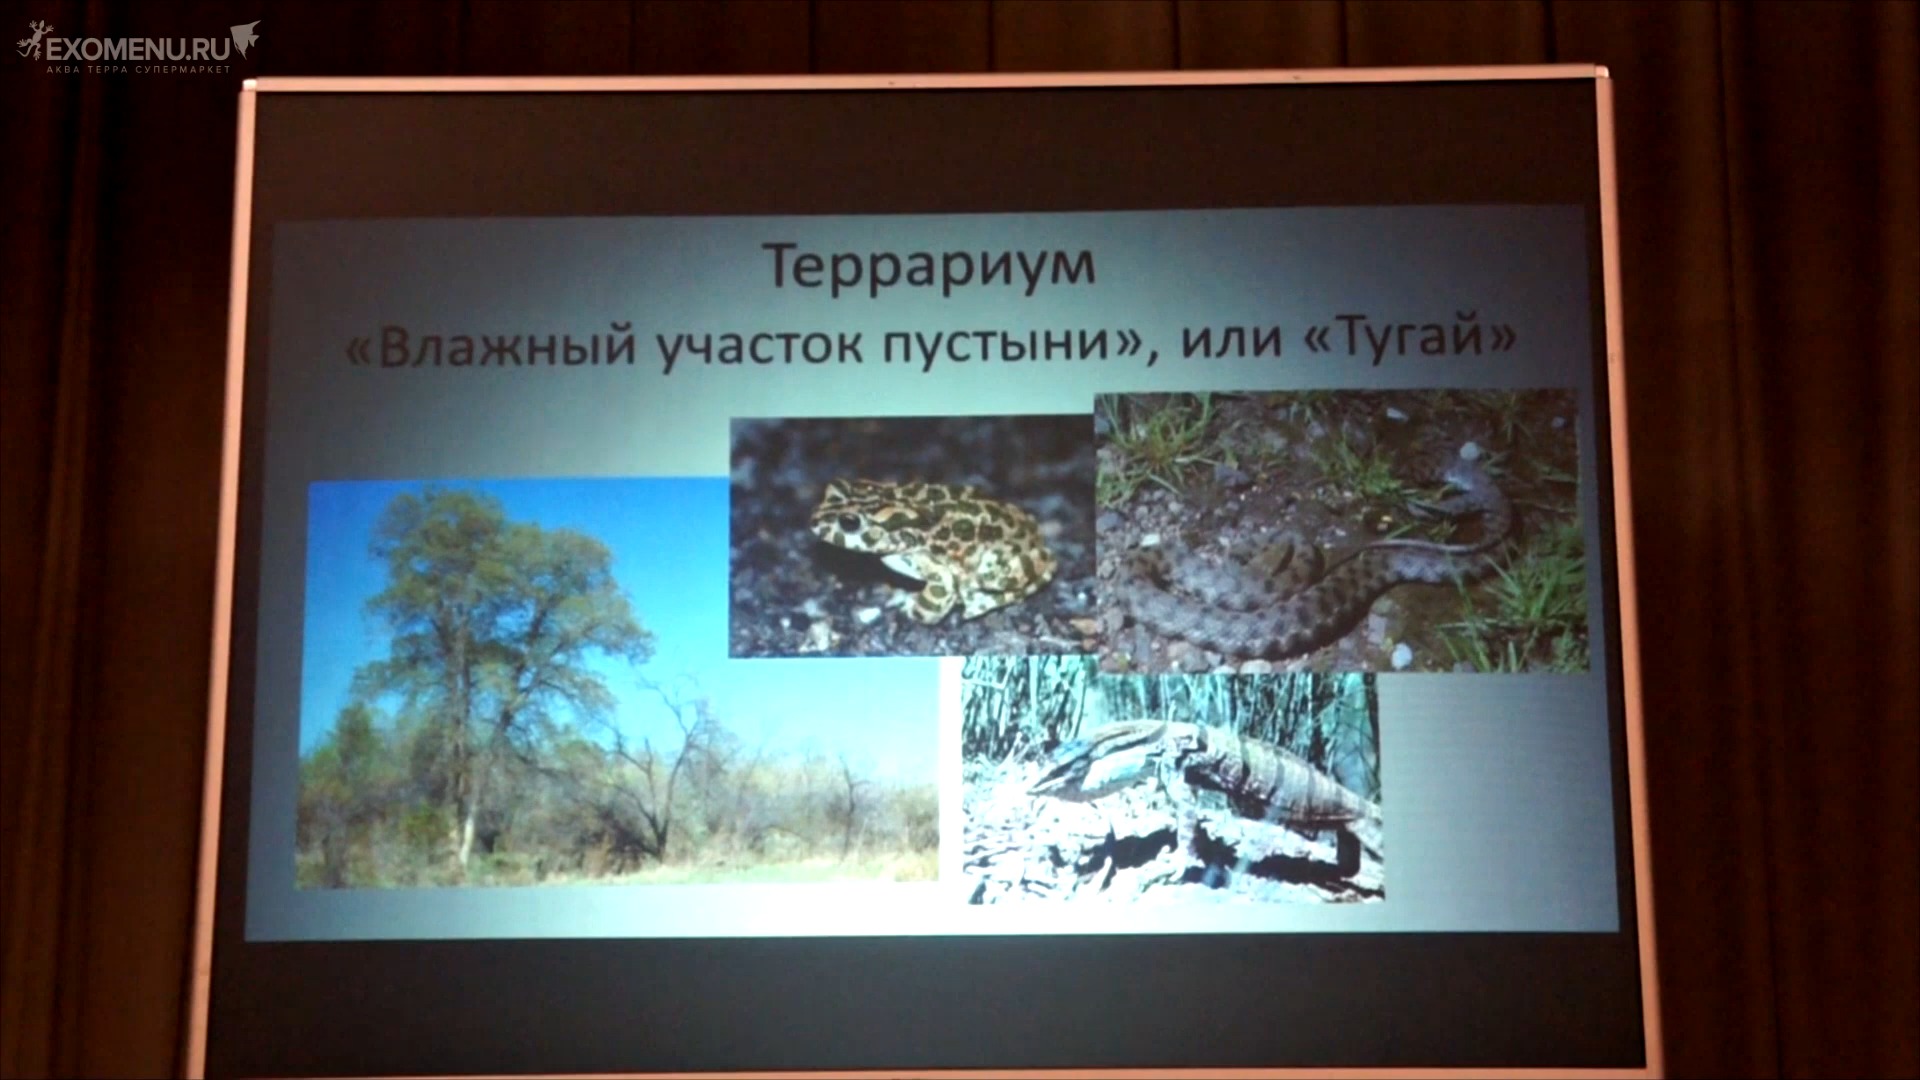 EXOMENU.RU
АКВА ТЕРРА СУПЕРМАРКЕТ
Террариум
«Влажный участок пустыни», или «Тугай»